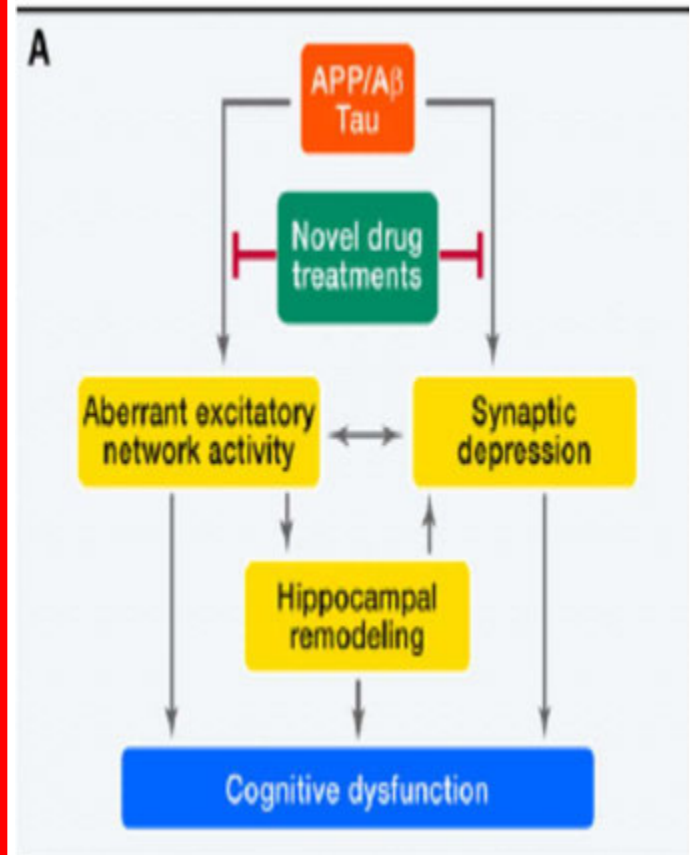 A
APP/Aβ
Tau
Novel drug
treatments
Aberrant excitatory
network activity
Synaptic
depression
Hippocampal
remodeling
Cognitive dysfunction